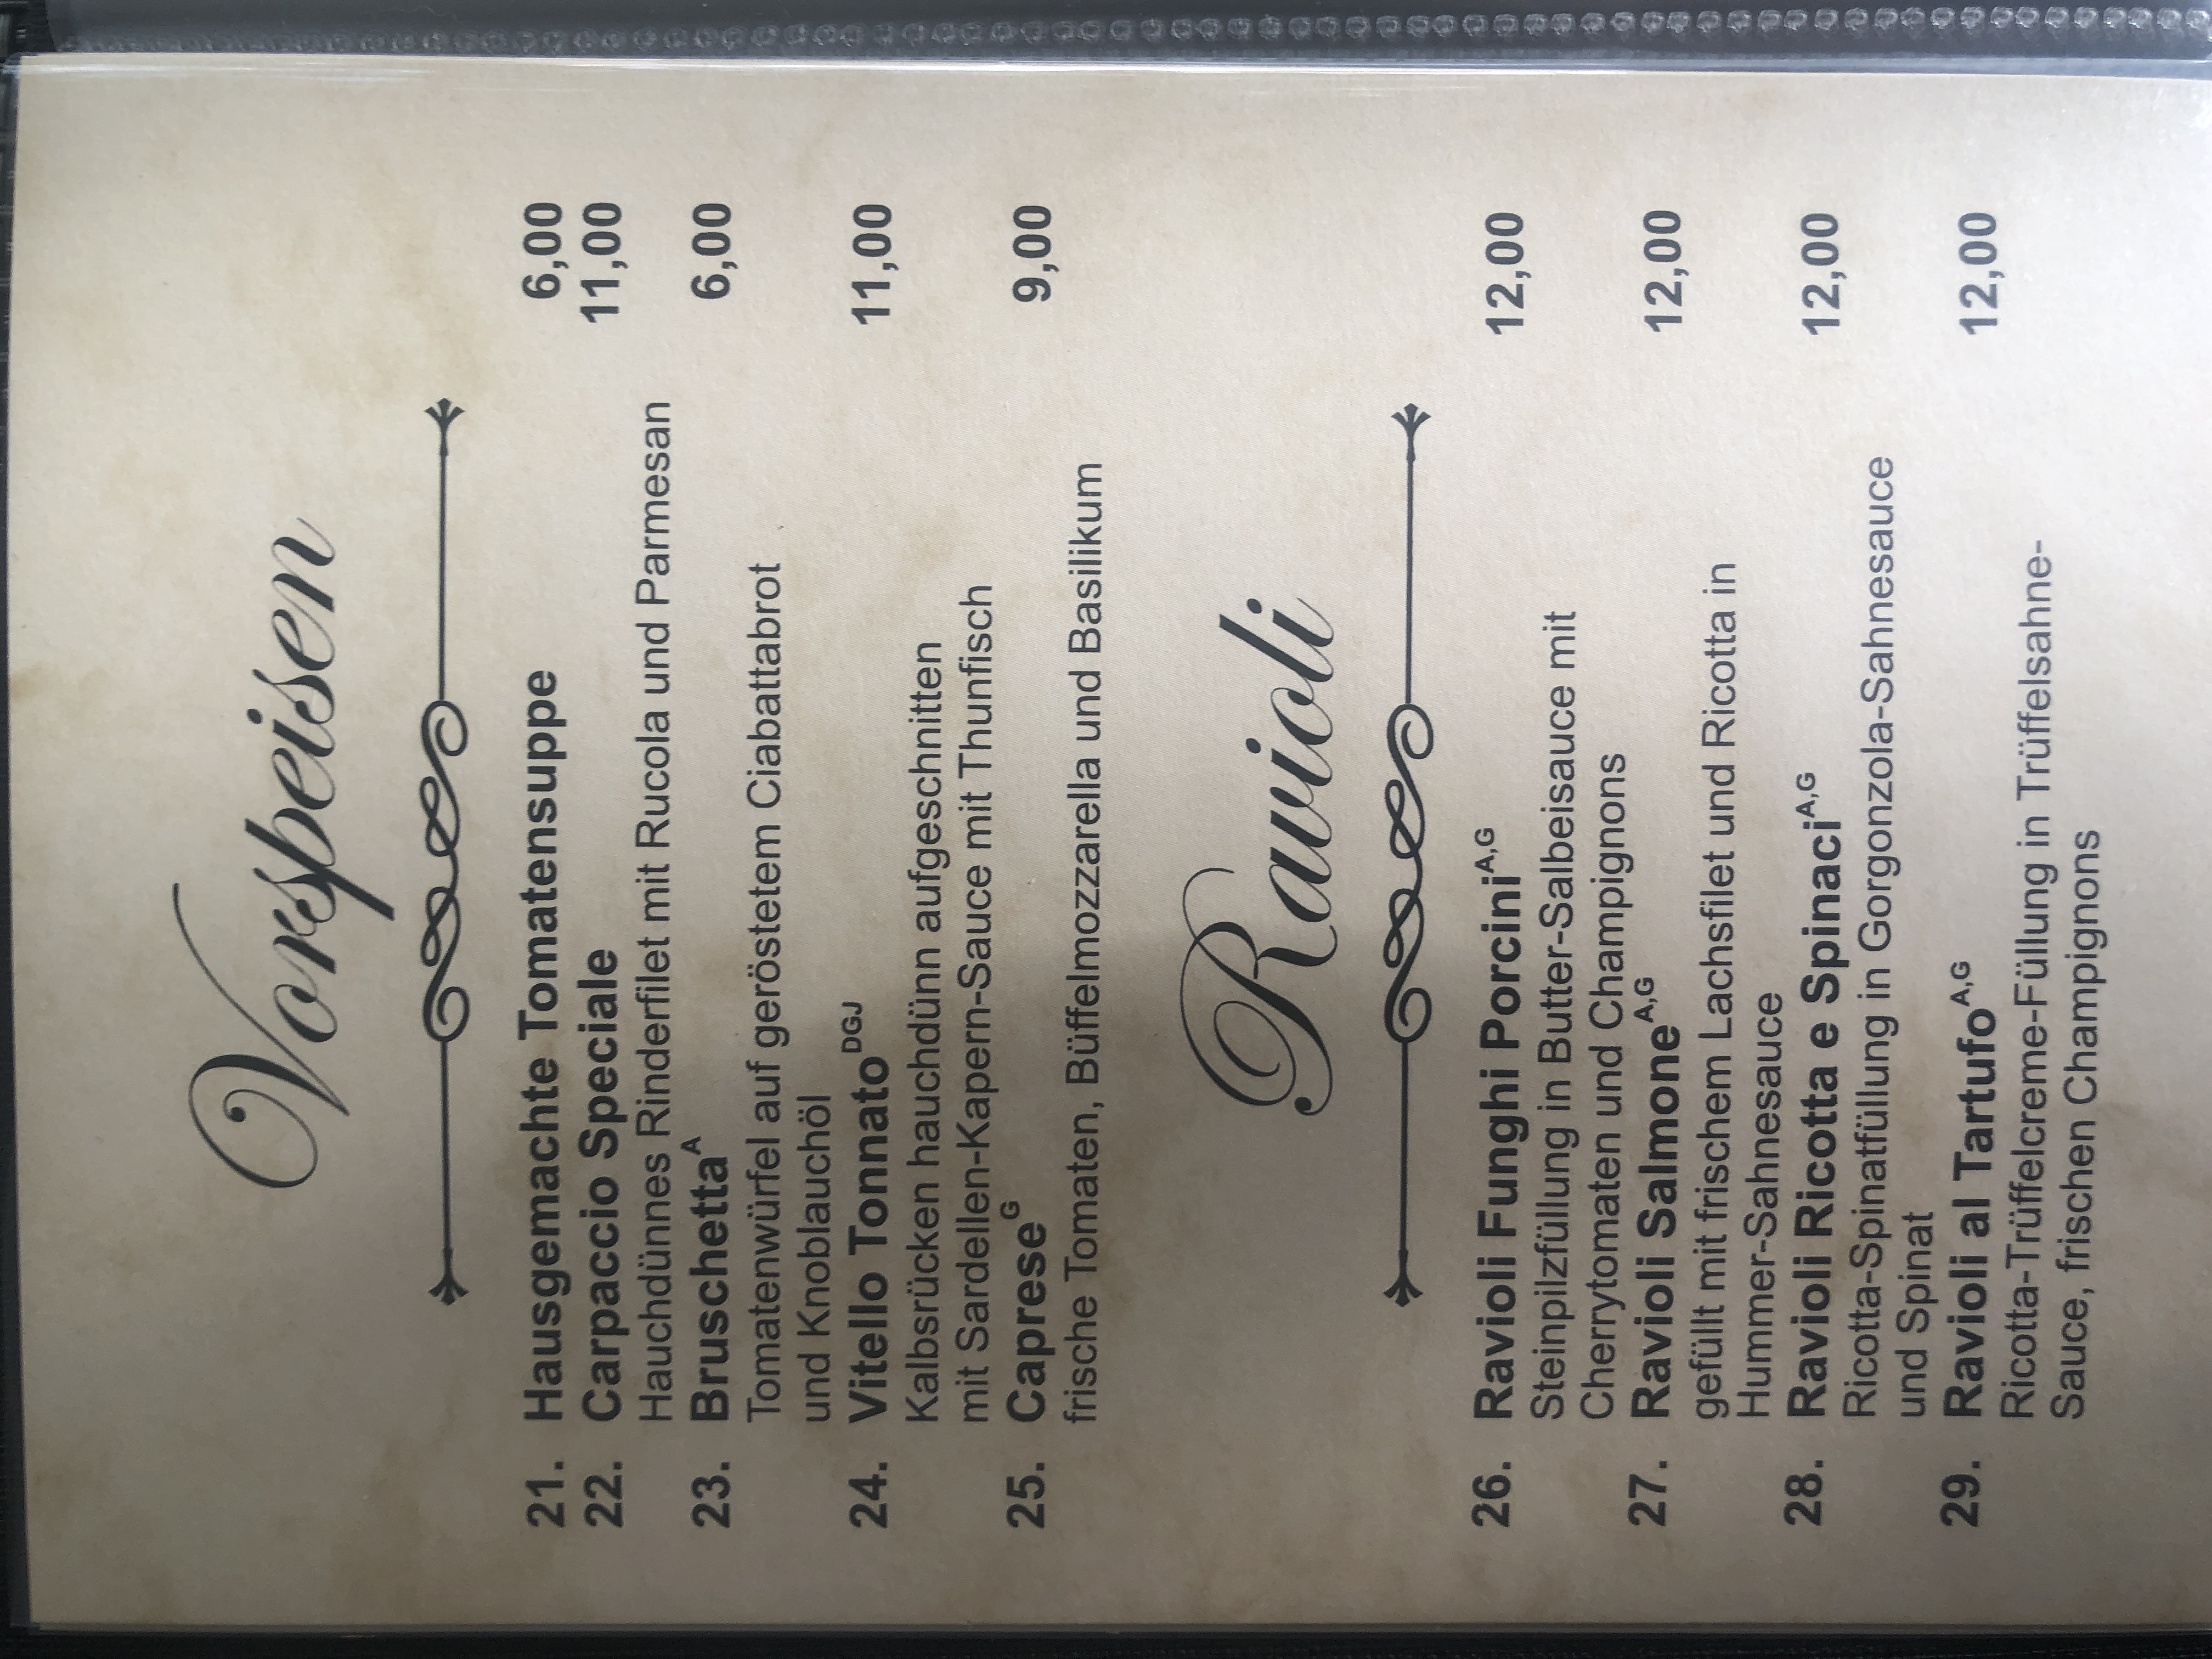 Vorspeisen
21. Hausgemachte Tomatensuppe 6,00
22. Carpaccio Speciale 11,00
Hauchdünnes Rinderfilet mit Rucola und Parmesan
23. Bruschetta^A 6,00
Tomatenwürfel auf geröstetem Ciabattabrot
und Knoblauchöl
24. Vitello Tonnato^DGJ 11,00
Kalbsrücken hauchdünn aufgeschnitten
mit Sardellen-Kapern-Sauce mit Thunfisch
25. Caprese^G 9,00
frische Tomaten, Büffelmozzarella und Basilikum
Ravioli
26. Ravioli Funghi Porcini^A,G 12,00
Steinpilzfüllung in Butter-Salbeisauce mit
Cherrytomaten und Champignons
27. Ravioli Salmone^A,G 12,00
gefüllt mit frischem Lachsfilet und Ricotta in
Hummer-Sahnesauce
28. Ravioli Ricotta e Spinaci^A,G 12,00
Ricotta-Spinatfüllung in Gorgonzola-Sahnesauce
und Spinat
29. Ravioli al Tartufo^A,G 12,00
Ricotta-Trüffelcreme-Füllung in Trüffelsahne-
Sauce, frischen Champignons